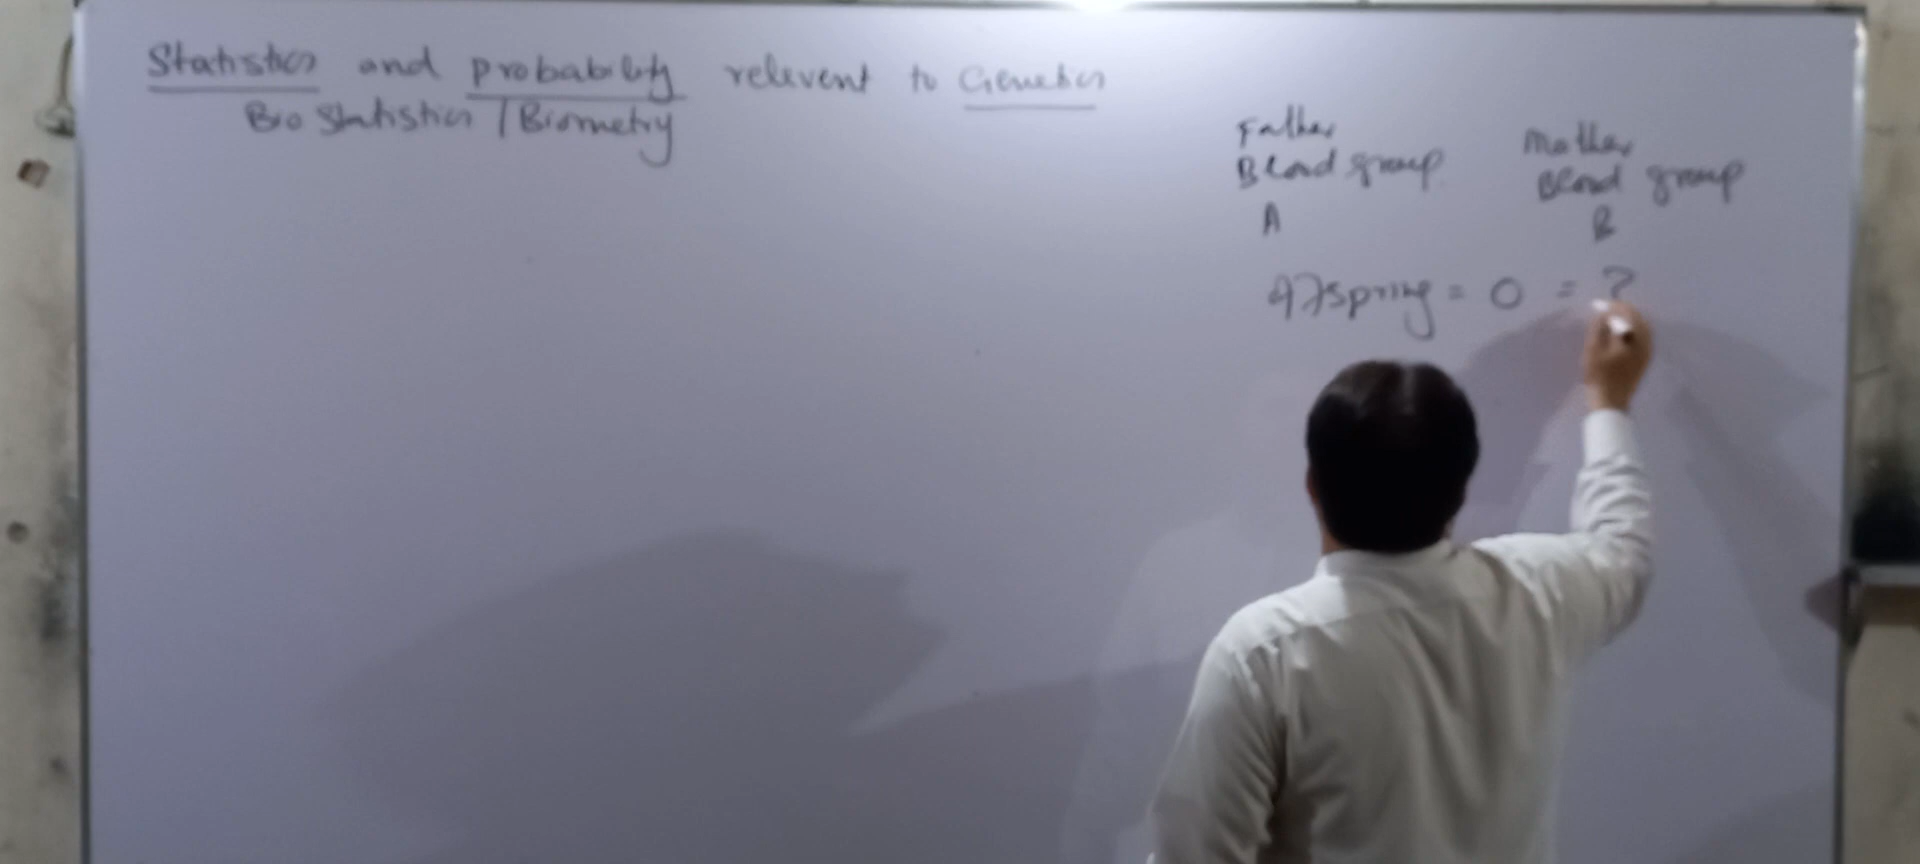 Statistics and probability relevent to Genetics
Bio Statistics / Biometry
Father
Blood group
A
Mother
Blood group
B
offspring = O = ?